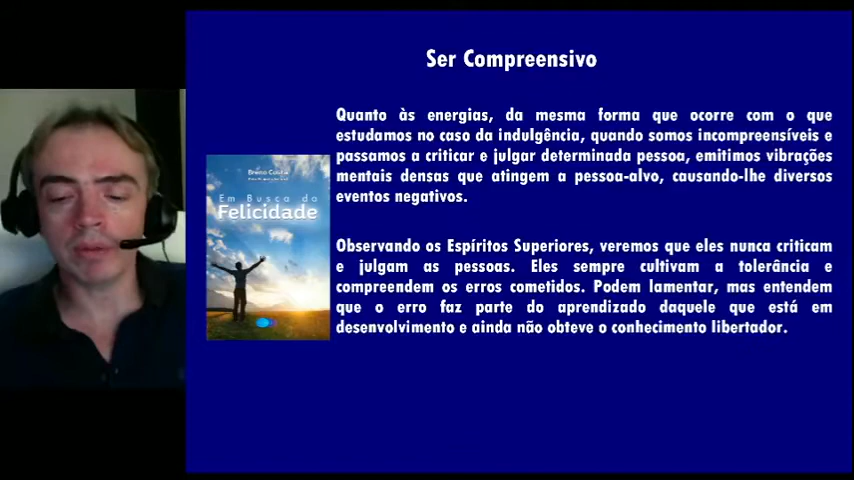 Ser Compreensivo
Quanto às energias, da mesma forma que ocorre com o que
estudamos no caso da indulgência, quando somos incompreensíveis e
passamos a criticar e julgar determinada pessoa, emitimos vibrações
mentais densas que atingem a pessoa-alvo, causando-lhe diversos
eventos negativos.
Breno Costa
Em Busca da
Felicidade
Observando os Espíritos Superiores, veremos que eles nunca criticam
e julgam as pessoas. Eles sempre cultivam a tolerância e
compreendem os erros cometidos. Podem lamentar, mas entendem
que o erro faz parte do aprendizado daquele que está em
desenvolvimento e ainda não obteve o conhecimento libertador.